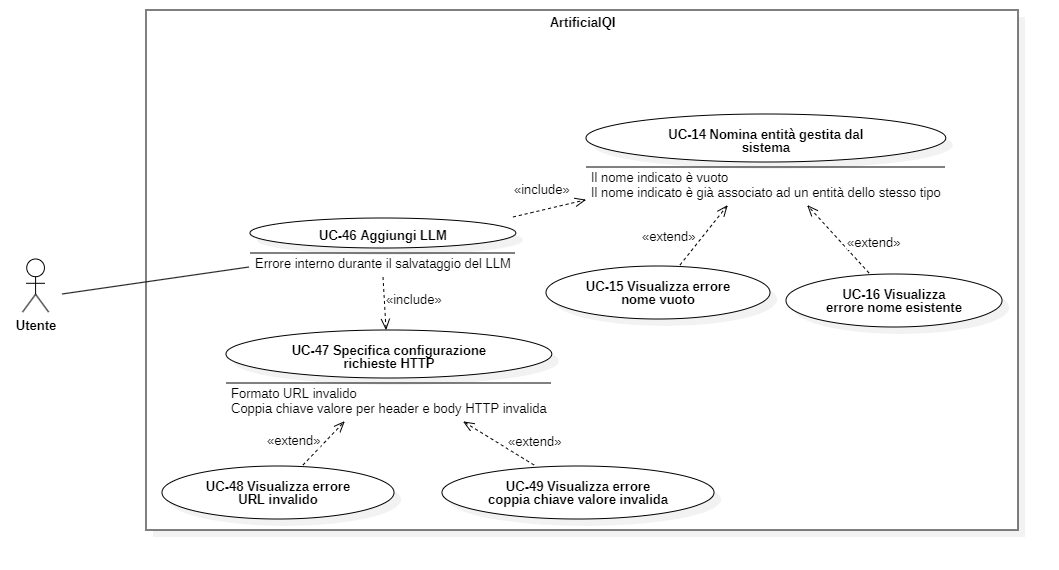 ArtificialQI
UC-14 Nomina entità gestita dal
sistema
Il nome indicato è vuoto
Il nome indicato è già associato ad un entità dello stesso tipo
«include»
UC-46 Aggiungi LLM
Errore interno durante il salvataggio del LLM
«extend»
«extend»
UC-15 Visualizza errore
nome vuoto
UC-16 Visualizza
errore nome esistente
Utente
«include»
UC-47 Specifica configurazione
richieste HTTP
Formato URL invalido
Coppia chiave valore per header e body HTTP invalida
«extend»
«extend»
UC-48 Visualizza errore
URL invalido
UC-49 Visualizza errore
coppia chiave valore invalida